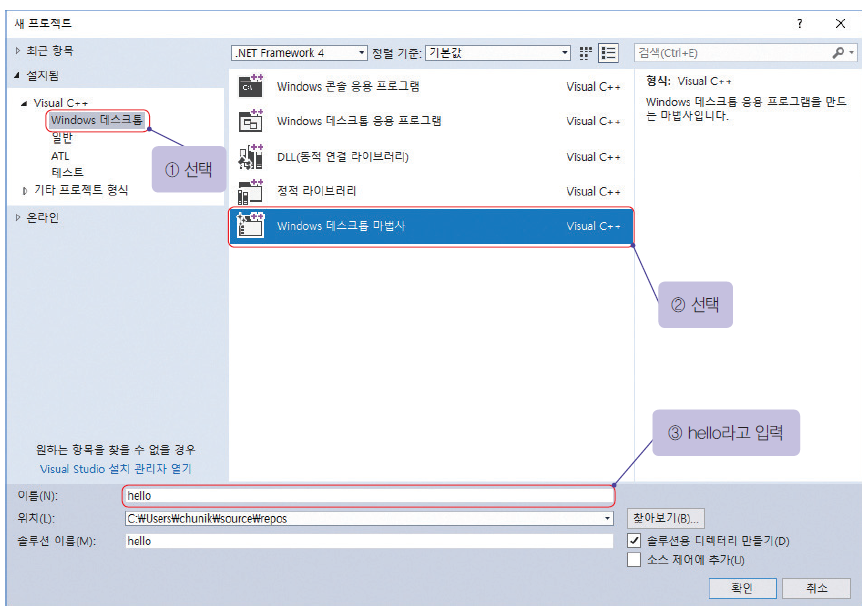 새 프로젝트
? ×
▷ 최근 항목
.NET Framework 4 정렬 기준: 기본값
검색(Ctrl+E)
◢ 설치됨
◢ Visual C++
Windows 데스크톱
일반
ATL
테스트
▷ 기타 프로젝트 형식
▷ 온라인
① 선택
Windows 콘솔 응용 프로그램 Visual C++
Windows 데스크톱 응용 프로그램 Visual C++
DLL(동적 연결 라이브러리) Visual C++
정적 라이브러리 Visual C++
Windows 데스크톱 마법사 Visual C++
형식: Visual C++
Windows 데스크톱 응용 프로그램을 만드
는 마법사입니다.
② 선택
③ hello라고 입력
원하는 항목을 찾을 수 없을 경우
Visual Studio 설치 관리자 열기
이름(N): hello
위치(L): C:₩Users₩chunik₩source₩repos 찾아보기(B)...
솔루션 이름(M): hello
솔루션용 디렉터리 만들기(D)
소스 제어에 추가(U)
확인 취소